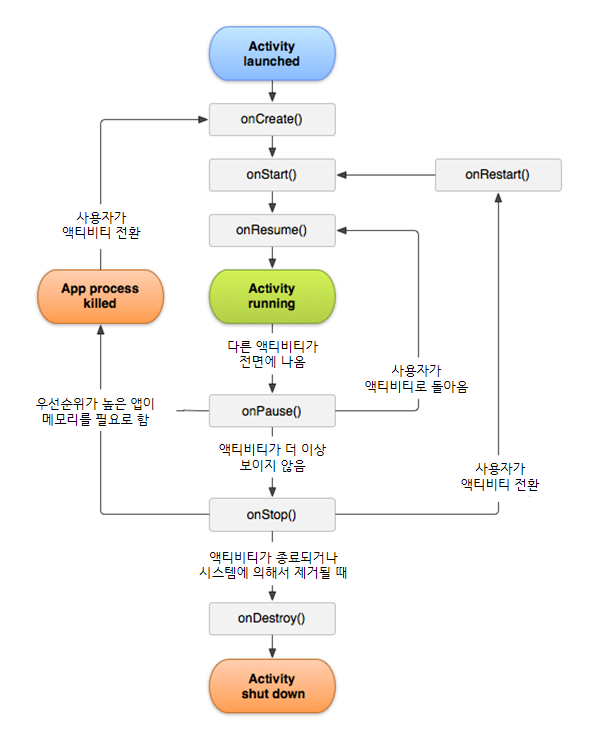 Activity
launched
onCreate()
onStart()
onRestart()
사용자가
액티비티 전환
onResume()
App process
killed
Activity
running
다른 액티비티가
전면에 나옴
사용자가
액티비티로 돌아옴
우선순위가 높은 앱이
메모리를 필요로 함
onPause()
액티비티가 더 이상
보이지 않음
사용자가
액티비티 전환
onStop()
액티비티가 종료되거나
시스템에 의해서 제거될 때
onDestroy()
Activity
shut down